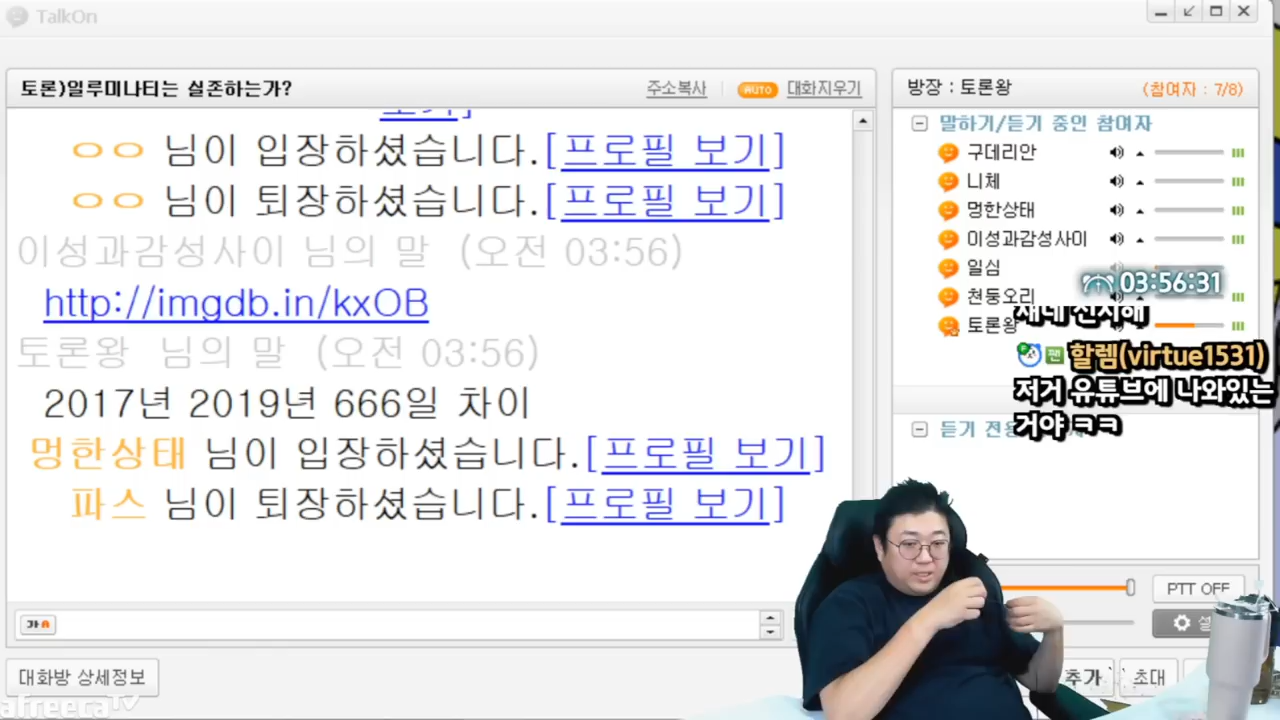 TalkOn
토론)일루미나티는 실존하는가?
주소복사
AUTO
대화지우기
보기]
ㅇㅇ 님이 입장하셨습니다.[프로필 보기]
ㅇㅇ 님이 퇴장하셨습니다.[프로필 보기]
이성과감성사이 님의 말 (오전 03:56)
http://imgdb.in/kxOB
토론왕 님의 말 (오전 03:56)
2017년 2019년 666일 차이
멍한상태 님이 입장하셨습니다.[프로필 보기]
파스 님이 퇴장하셨습니다.[프로필 보기]
가
대화방 상세정보
afreecaTV
방장 : 토론왕
(참여자 : 7/8)
말하기/듣기 중인 참여자
구데리안
니체
멍한상태
이성과감성사이
일심
천둥오리
토론왕
03:56:31
팬 할렘(virtue1531)
저거 유튜브에 나와있는
거야 ㅋㅋ
듣기
PTT OFF
추가
초대